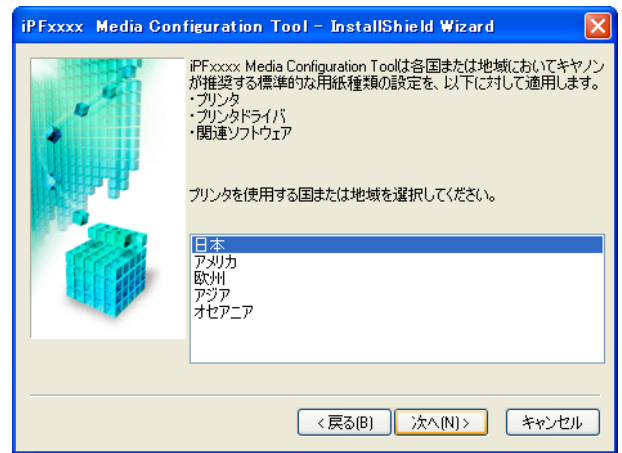 iPFxxxx Media Configuration Tool - InstallShield Wizard
iPFxxxx Media Configuration Toolは各国または地域においてキヤノン
が推奨する標準的な用紙種類の設定を、以下に対して適用します。
・プリンタ
・プリンタドライバ
・関連ソフトウェア
プリンタを使用する国または地域を選択してください。
日本
アメリカ
欧州
アジア
オセアニア
< 戻る(B)
次へ(N) >
キャンセル